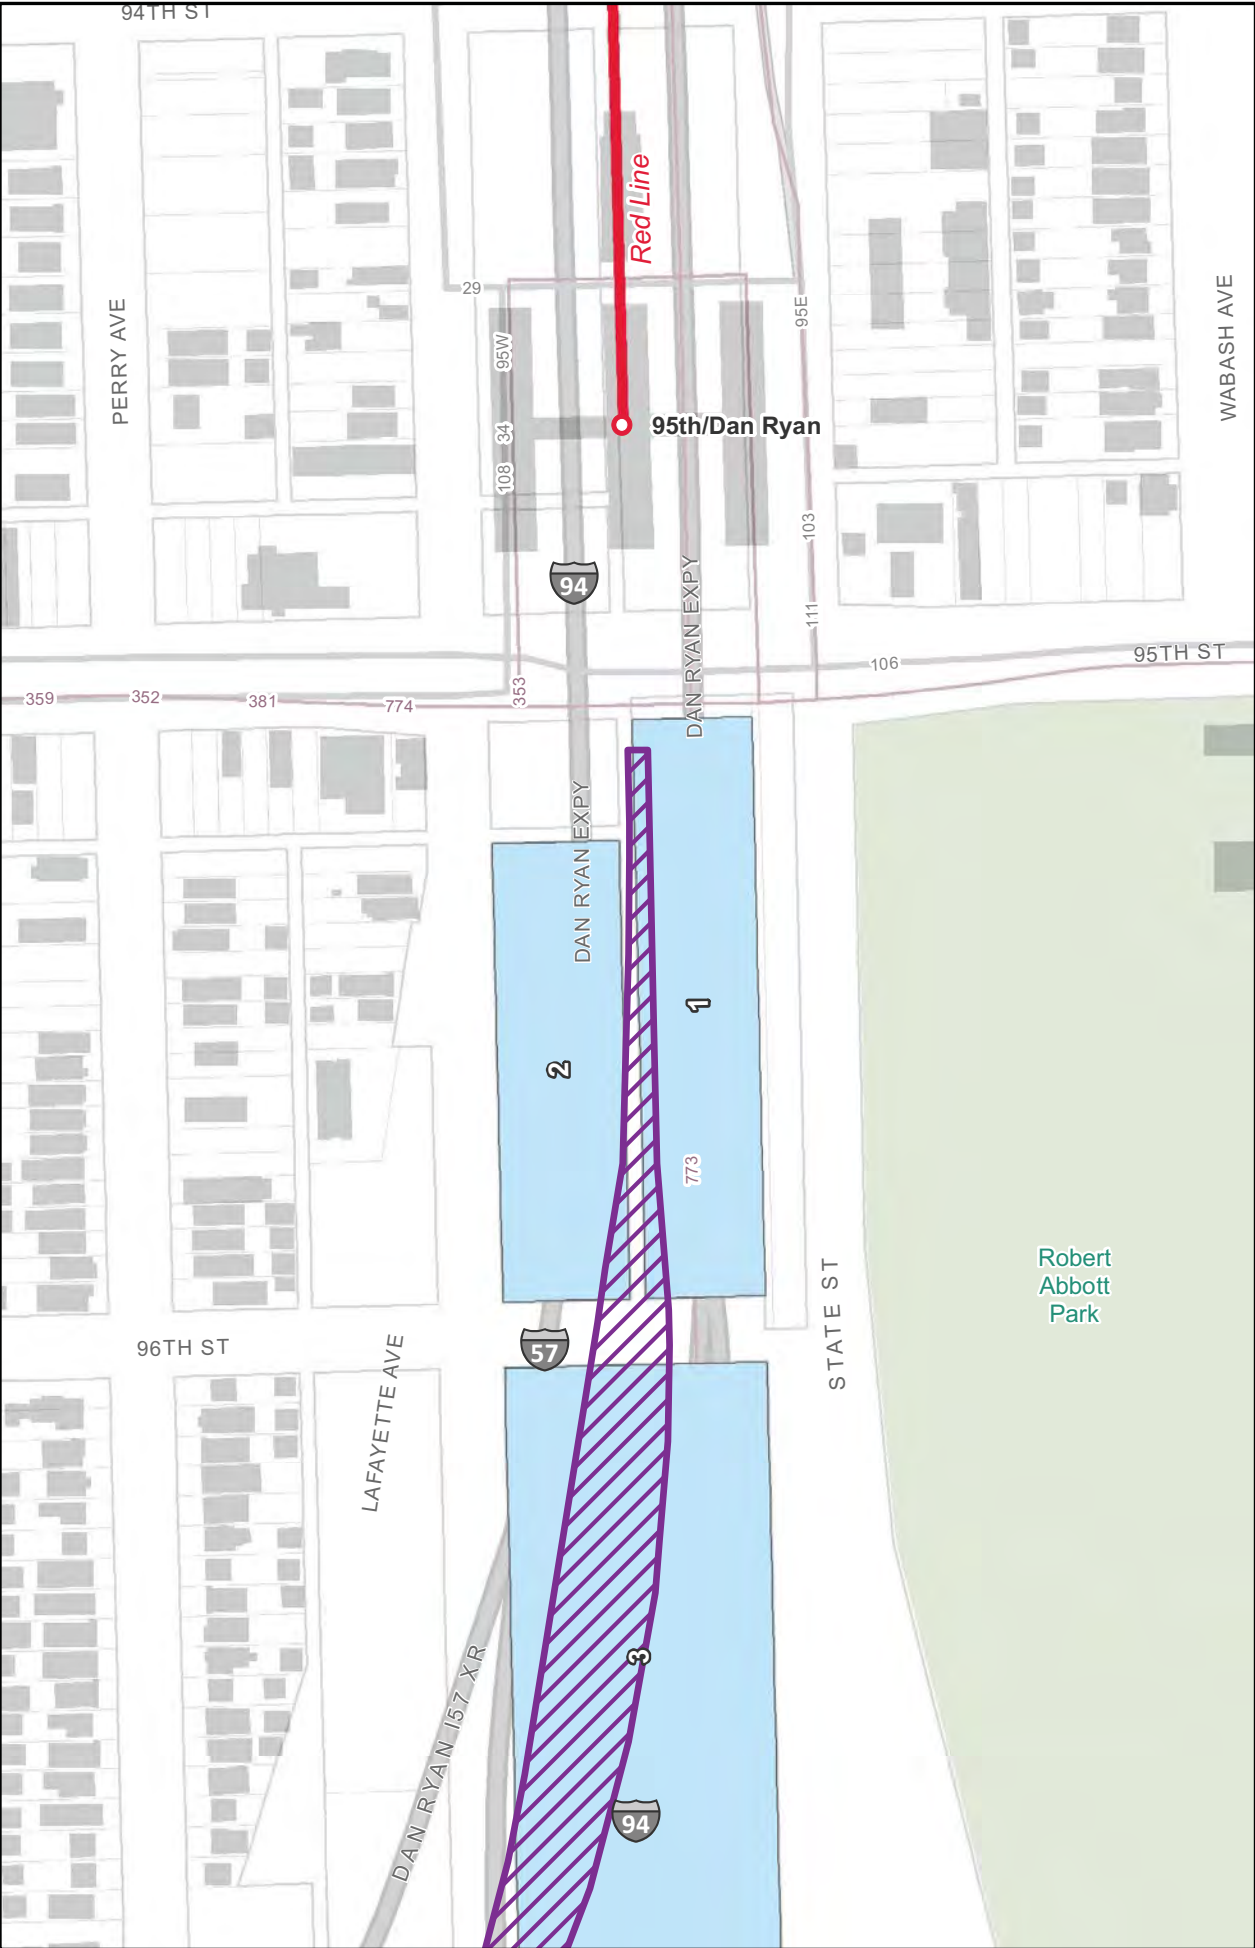 94TH ST
Red Line
29
95W
95E
PERRY AVE
WABASH AVE
34
95th/Dan Ryan
108
103
94
111
DAN RYAN EXPY
95TH ST
106
359
352
381
774
353
DAN RYAN EXPY
1
2
773
Robert
Abbott
Park
STATE ST
96TH ST
57
LAFAYETTE AVE
3
DAN RYAN I57 XR
94